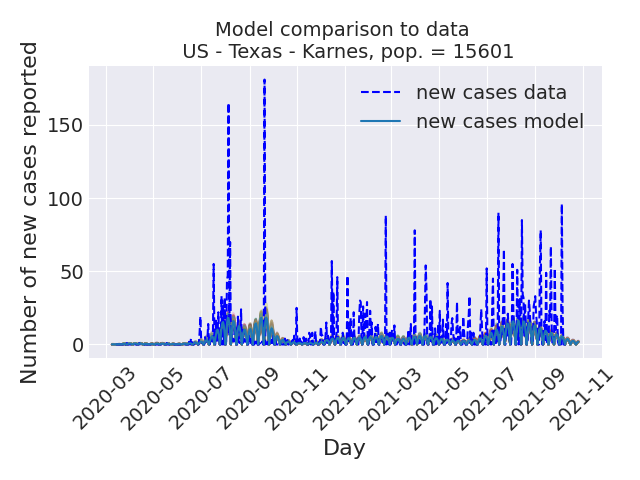 Model comparison to data
US - Texas - Karnes, pop. = 15601
Number of new cases reported
150
100
50
0
new cases data
new cases model
2020-03
2020-05
2020-07
2020-09
2020-11
2021-01
2021-03
2021-05
2021-07
2021-09
2021-11
Day